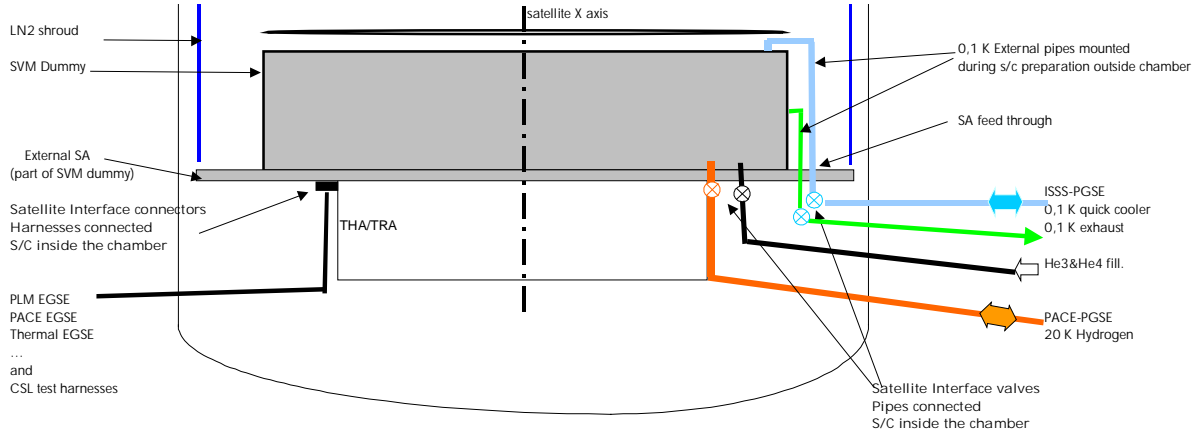 satellite X axis
LN2 shroud
SVM Dummy
0,1 K External pipes mounted
during s/c preparation outside chamber
SA feed through
External SA
(part of SVM dummy)
Satellite Interface connectors
Harnesses connected
S/C inside the chamber
THA/TRA
ISSS-PGSE
0,1 K quick cooler
0,1 K exhaust
He3&He4 fill.
PLM EGSE
PACE EGSE
Thermal EGSE
...
and
CSL test harnesses
PACE-PGSE
20 K Hydrogen
Satellite Interface valves
Pipes connected
S/C inside the chamber